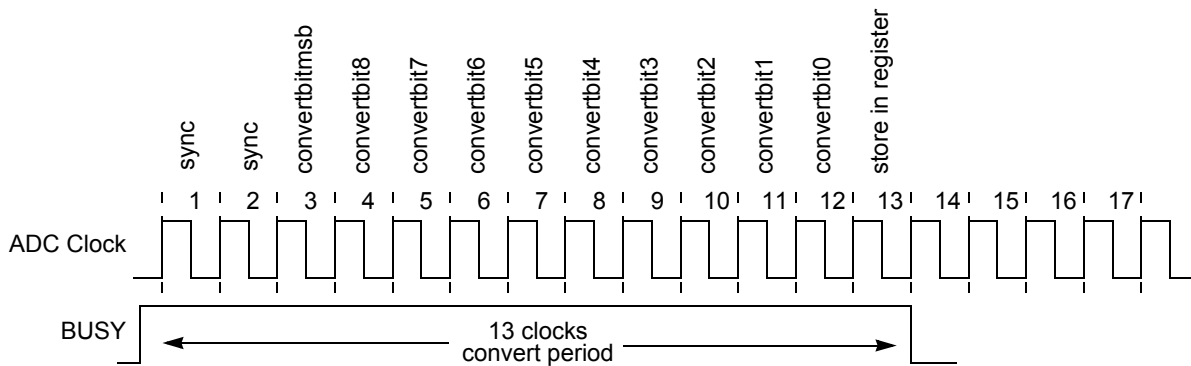 sync
sync
convertbitmsb
convertbit8
convertbit7
convertbit6
convertbit5
convertbit4
convertbit3
convertbit2
convertbit1
convertbit0
store in register
1 2 3 4 5 6 7 8 9 10 11 12 13 14 15 16 17
ADC Clock
BUSY
13 clocks
convert period